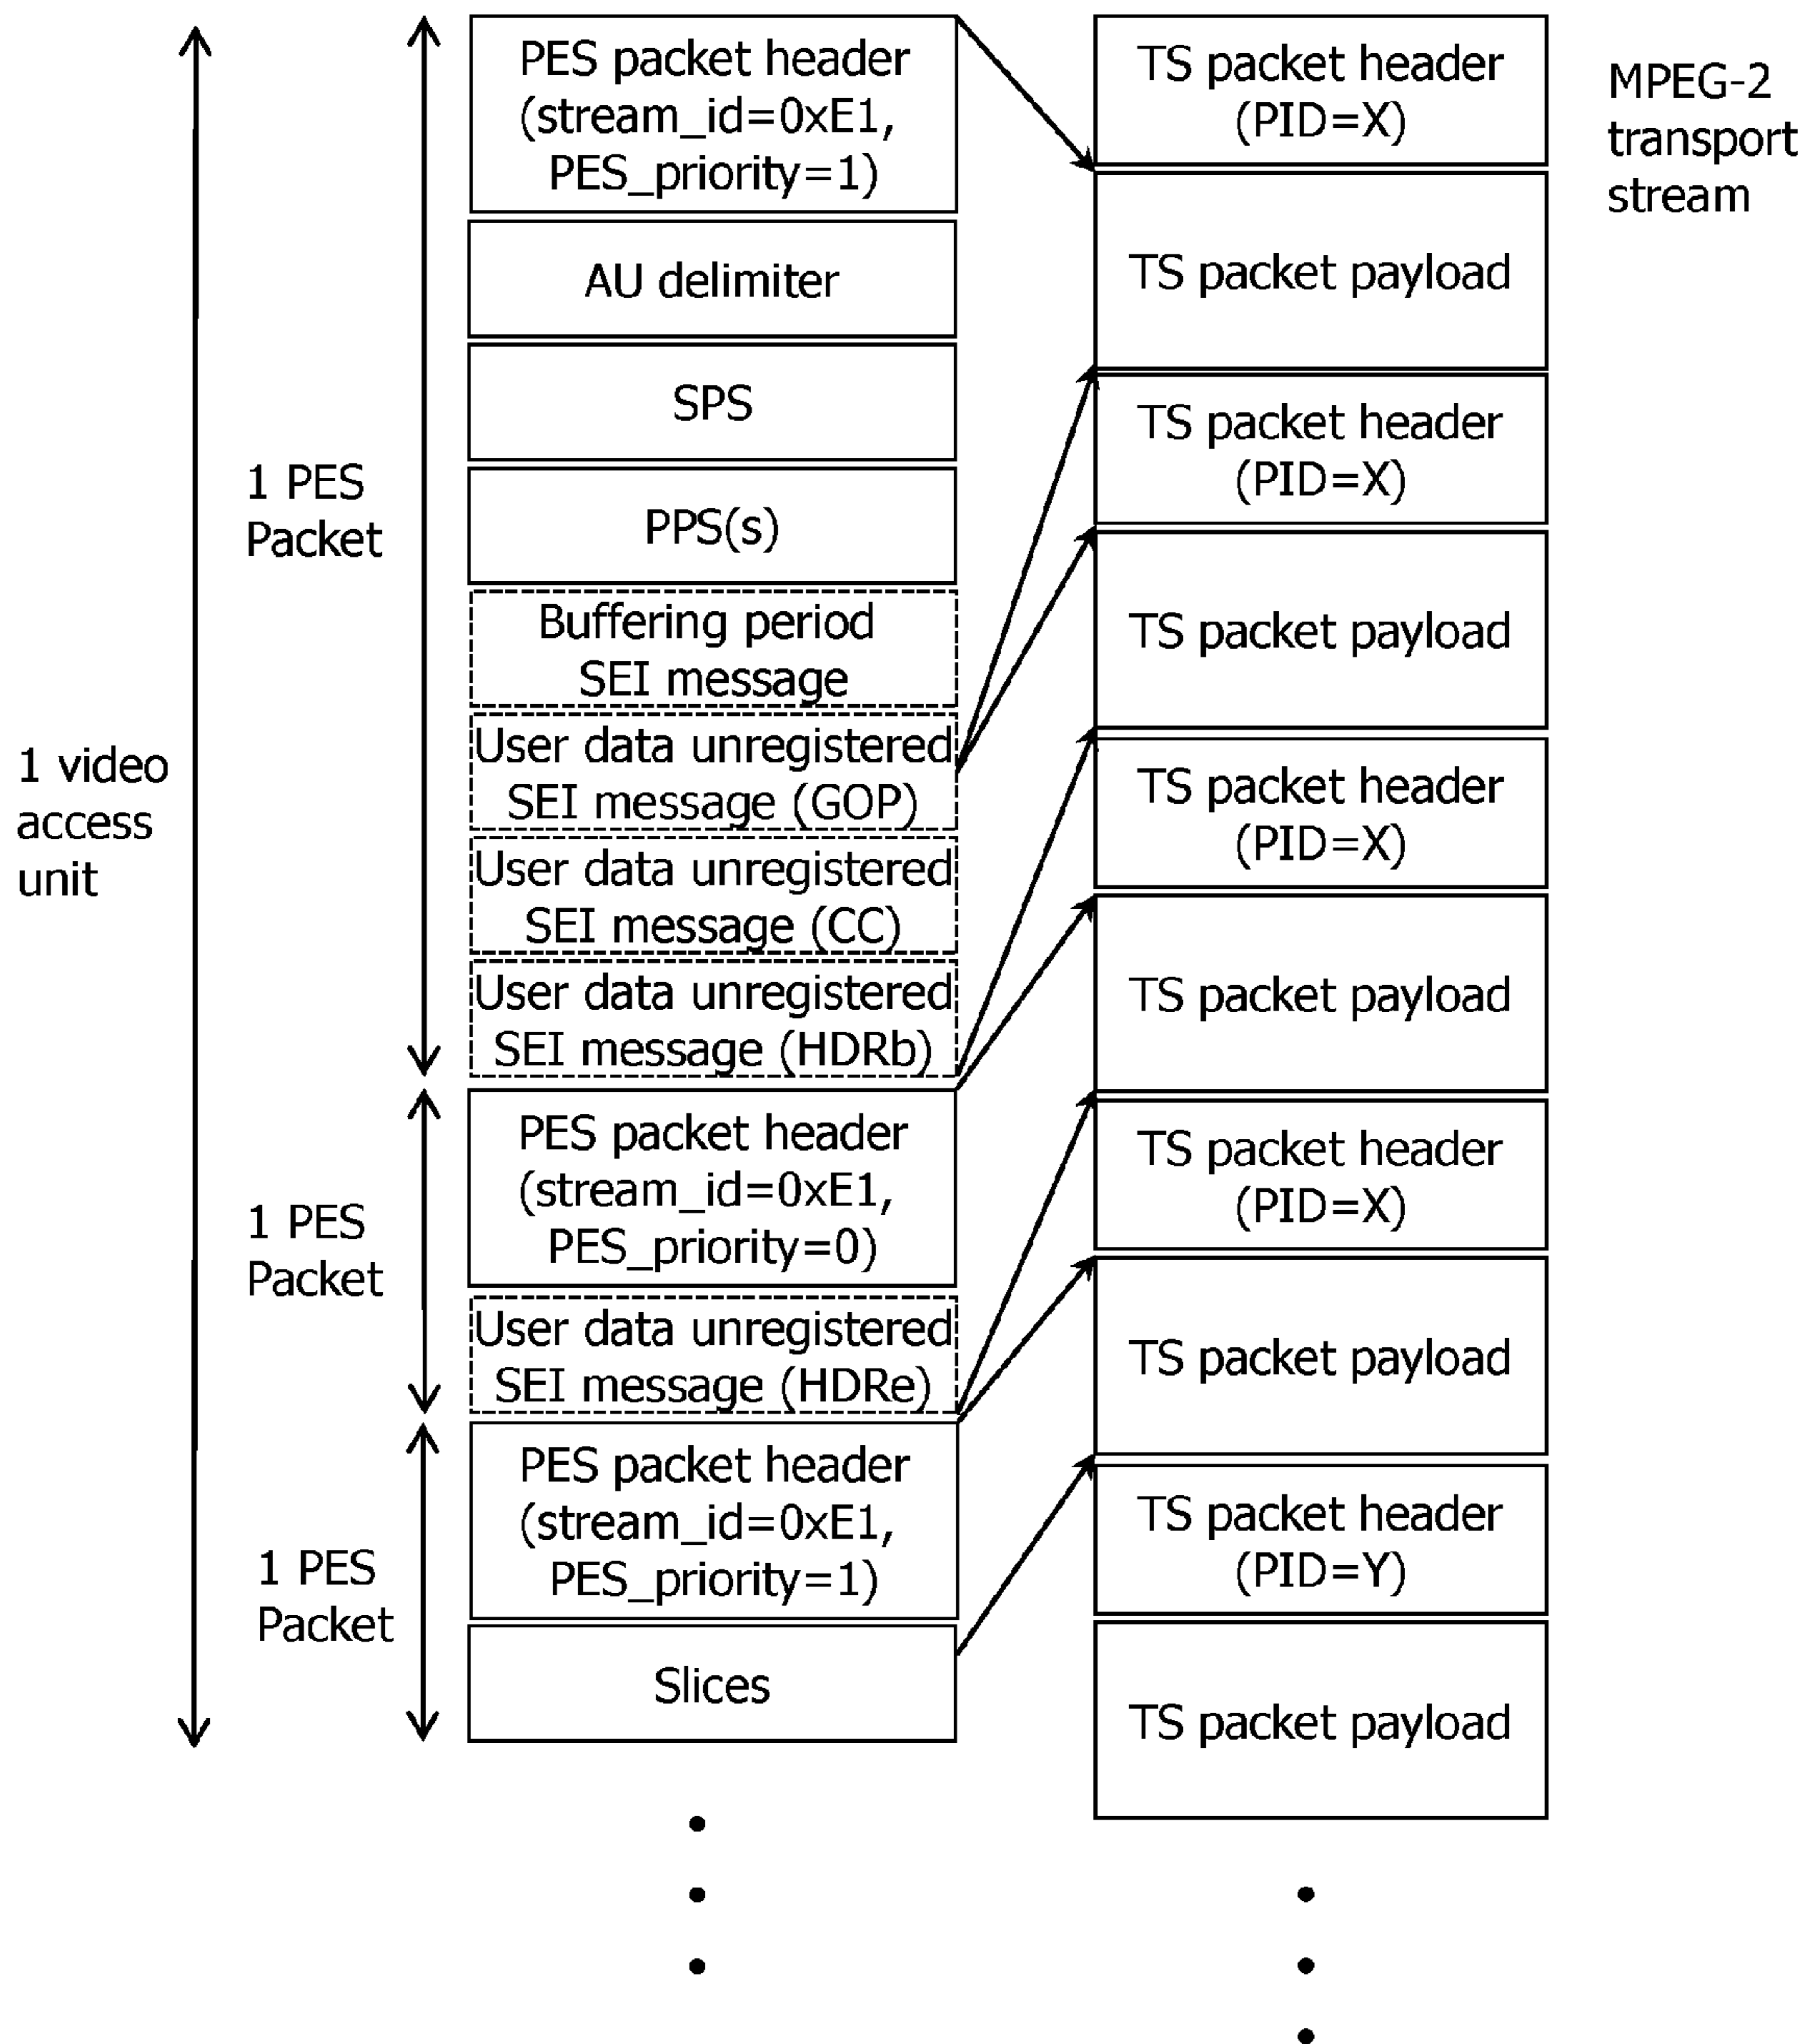 1 video
access
unit
1 PES
Packet
1 PES
Packet
1 PES
Packet
PES packet header
(stream_id=0xE1,
PES_priority=1)
AU delimiter
SPS
PPS(s)
Buffering period
SEI message
User data unregistered
SEI message (GOP)
User data unregistered
SEI message (CC)
User data unregistered
SEI message (HDRb)
PES packet header
(stream_id=0xE1,
PES_priority=0)
User data unregistered
SEI message (HDRe)
PES packet header
(stream_id=0xE1,
PES_priority=1)
Slices
TS packet header
(PID=X)
TS packet payload
TS packet header
(PID=X)
TS packet payload
TS packet header
(PID=X)
TS packet payload
TS packet header
(PID=X)
TS packet payload
TS packet header
(PID=Y)
TS packet payload
MPEG-2
transport
stream